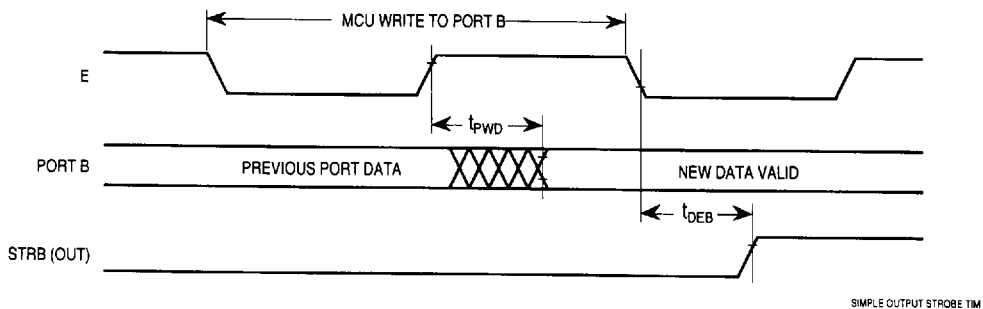 MCU WRITE TO PORT B
E
tPWD
PORT B
PREVIOUS PORT DATA
NEW DATA VALID
tDEB
STRB (OUT)
SIMPLE OUTPUT STROBE TIM